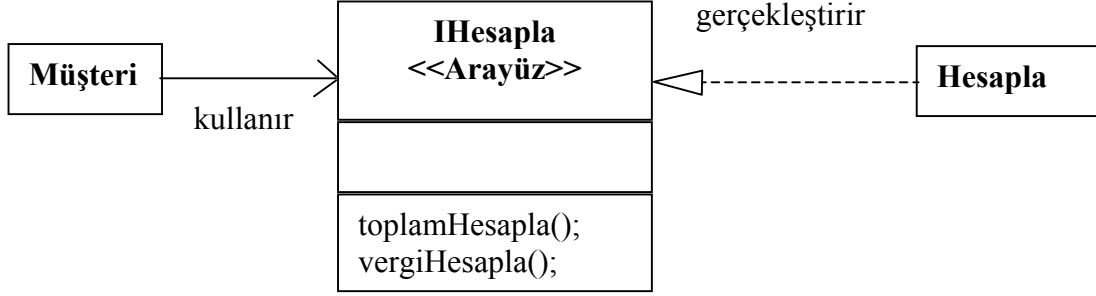 Müşteri
kullanır
IHesapla
<<Arayüz>>
toplamHesapla();
vergiHesapla();
gerçekleştirir
Hesapla